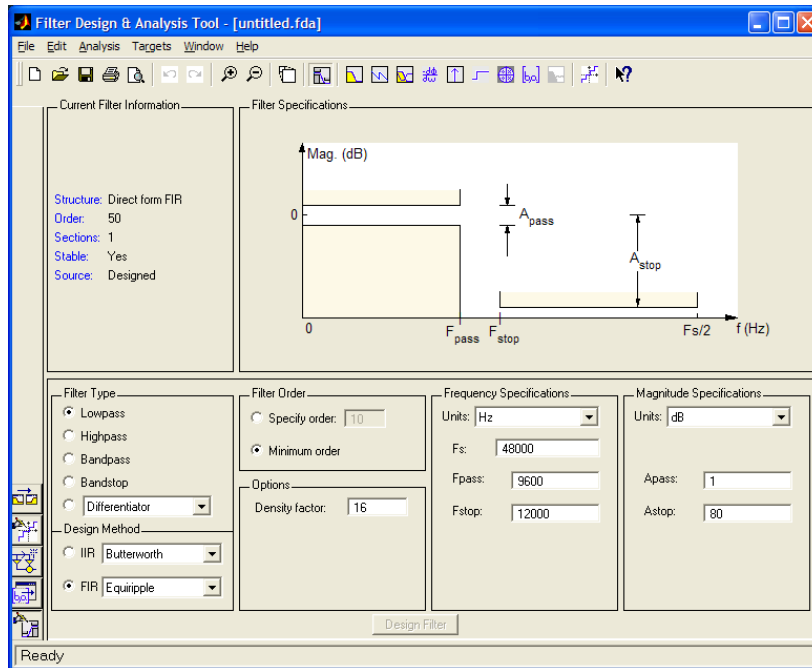 Filter Design & Analysis Tool - [untitled.fda]
File Edit Analysis Targets Window Help
Current Filter Information
Structure: Direct form FIR
Order: 50
Sections: 1
Stable: Yes
Source: Designed
Filter Specifications
Mag. (dB)
0
A pass
A stop
0
F pass
F stop
Fs/2
f (Hz)
Filter Type
Lowpass
Highpass
Bandpass
Bandstop
Differentiator
Design Method
IIR Butterworth
FIR Equiripple
Filter Order
Specify order: 10
Minimum order
Options
Density factor: 16
Frequency Specifications
Units: Hz
Fs: 48000
Fpass: 9600
Fstop: 12000
Magnitude Specifications
Units: dB
Apass: 1
Astop: 80
Design Filter
Ready